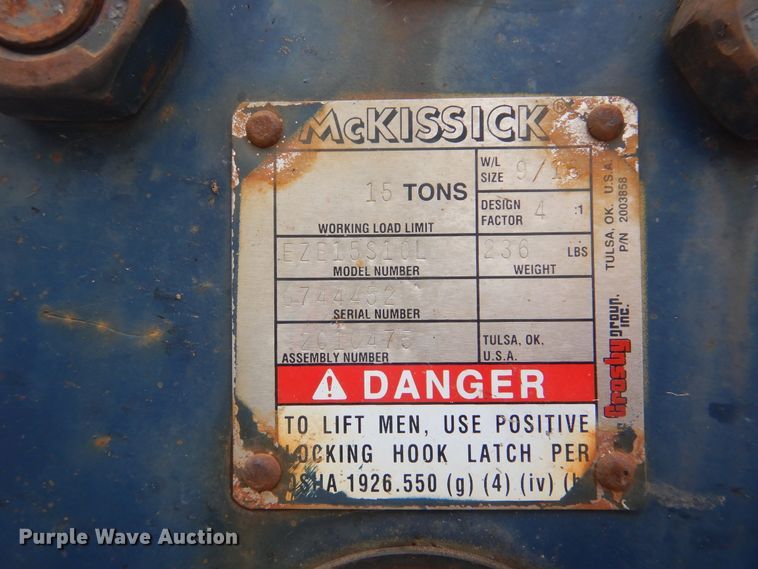 McKISSICK®
15 TONS
WORKING LOAD LIMIT
W/L SIZE
DESIGN FACTOR 4 :1
MODEL NUMBER
236 LBS
WEIGHT
SERIAL NUMBER
ASSEMBLY NUMBER
TULSA, OK.
U.S.A.
DANGER
TO LIFT MEN, USE POSITIVE
LOCKING HOOK LATCH PER
OSHA 1926.550 (g) (4) (iv)
Crosby group, inc.
TULSA, OK. U.S.A.
P/N 2003858
Purple Wave Auction